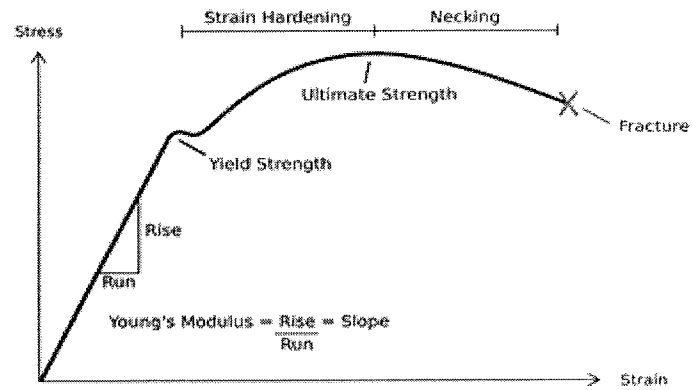 Strain Hardening
Necking
Stress
Ultimate Strength
Fracture
Yield Strength
Rise
Run
Young's Modulus = Rise = Slope
Run
Strain